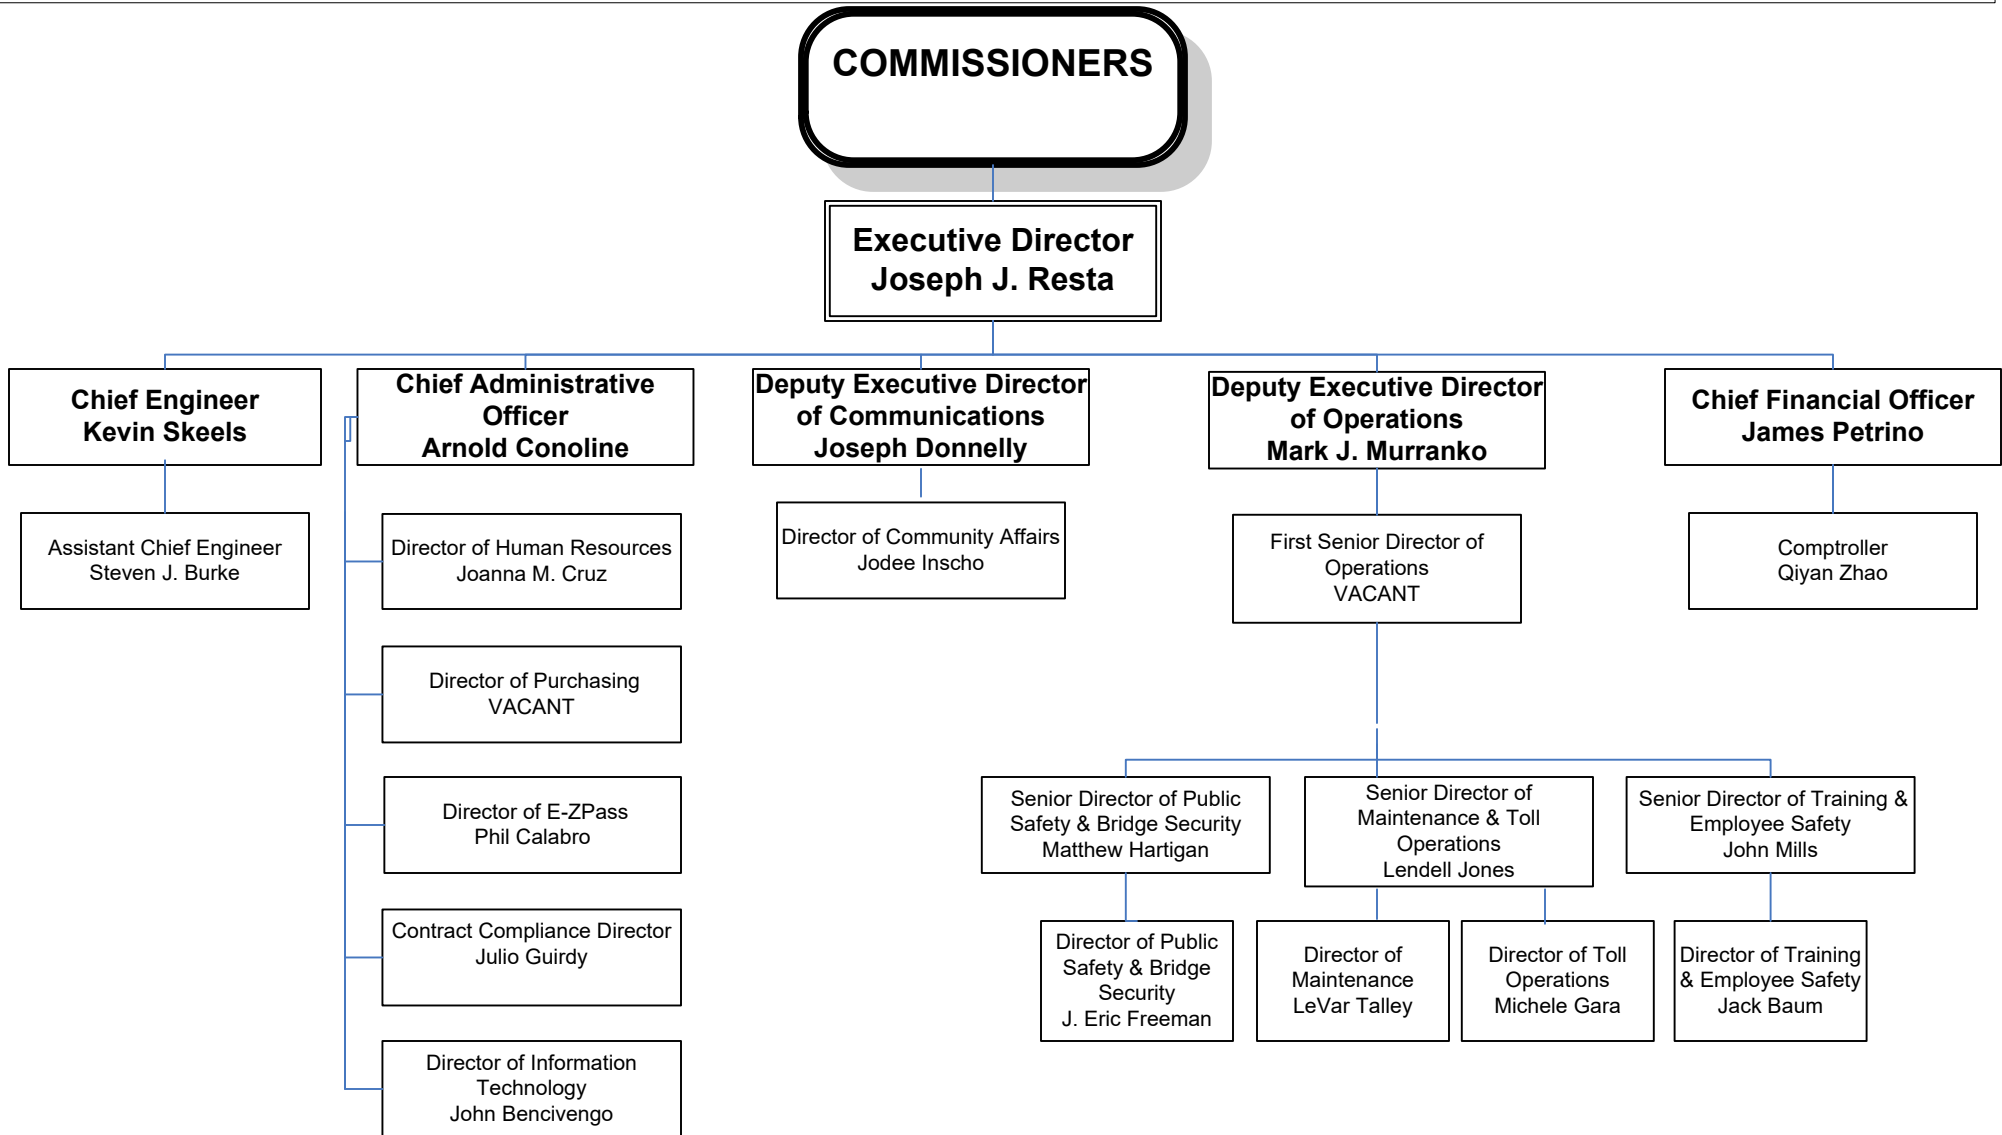 COMMISSIONERS
Executive Director
Joseph J. Resta
Chief Engineer
Kevin Skeels
Chief Administrative
Officer
Arnold Conoline
Deputy Executive Director
of Communications
Joseph Donnelly
Deputy Executive Director
of Operations
Mark J. Murranko
Chief Financial Officer
James Petrino
Assistant Chief Engineer
Steven J. Burke
Director of Human Resources
Joanna M. Cruz
Director of Purchasing
VACANT
Director of E-ZPass
Phil Calabro
Contract Compliance Director
Julio Guirdy
Director of Information
Technology
John Bencivengo
Director of Community Affairs
Jodee Inscho
First Senior Director of
Operations
VACANT
Comptroller
Qiyan Zhao
Senior Director of Public
Safety & Bridge Security
Matthew Hartigan
Senior Director of
Maintenance & Toll
Operations
Lendell Jones
Senior Director of Training &
Employee Safety
John Mills
Director of Public
Safety & Bridge
Security
J. Eric Freeman
Director of
Maintenance
LeVar Talley
Director of Toll
Operations
Michele Gara
Director of Training
& Employee Safety
Jack Baum